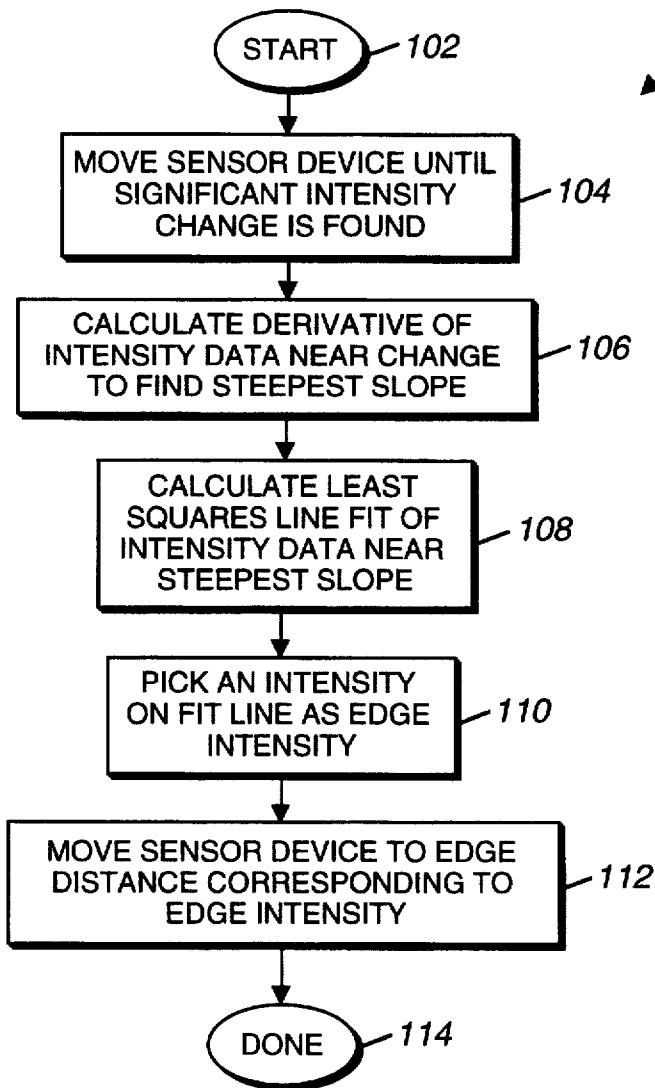 START
102
MOVE SENSOR DEVICE UNTIL
SIGNIFICANT INTENSITY
CHANGE IS FOUND
104
CALCULATE DERIVATIVE OF
INTENSITY DATA NEAR CHANGE
TO FIND STEEPEST SLOPE
106
CALCULATE LEAST
SQUARES LINE FIT OF
INTENSITY DATA NEAR
STEEPEST SLOPE
108
PICK AN INTENSITY
ON FIT LINE AS EDGE
INTENSITY
110
MOVE SENSOR DEVICE TO EDGE
DISTANCE CORRESPONDING TO
EDGE INTENSITY
112
DONE
114